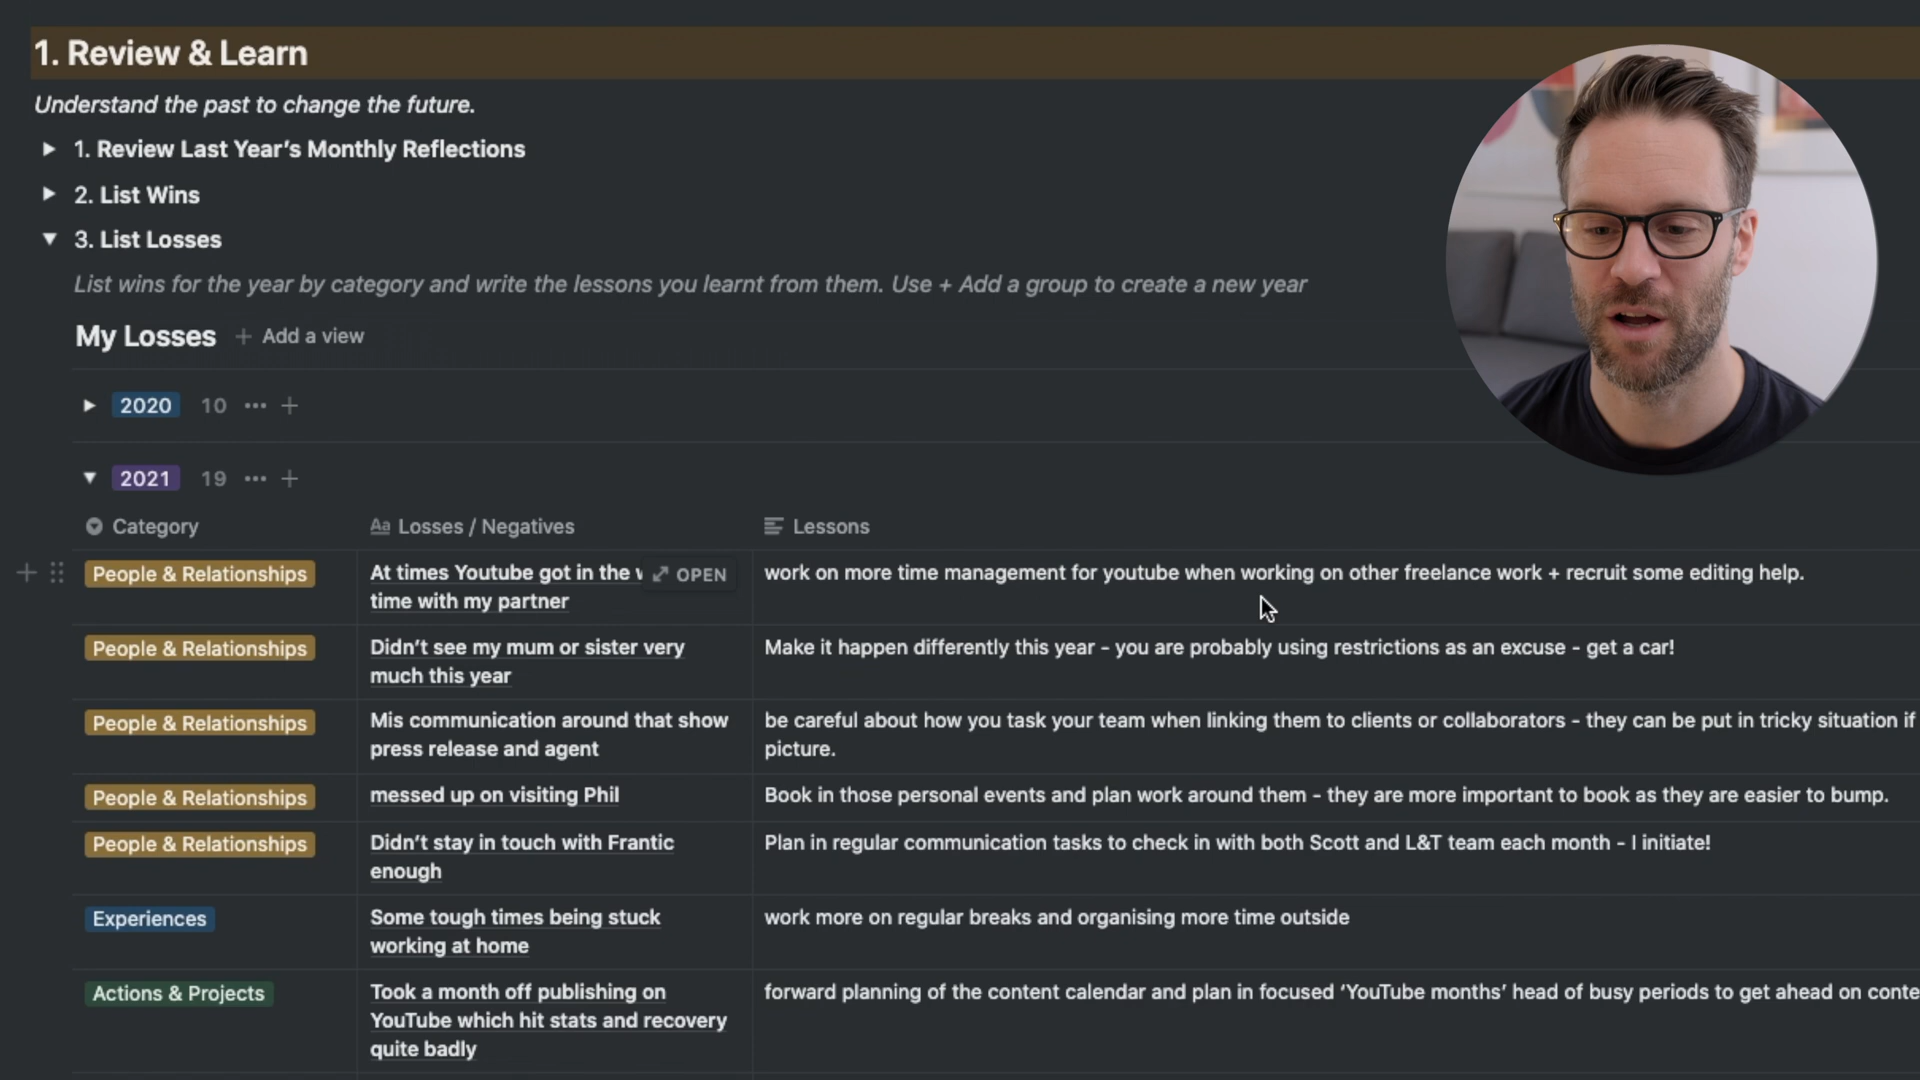 1. Review & Learn
Understand the past to change the future.
1. Review Last Year’s Monthly Reflections
2. List Wins
3. List Losses
List wins for the year by category and write the lessons you learnt from them. Use + Add a group to create a new year
My Losses + Add a view
2020 10 ••• +
2021 19 ••• +
Category Aa Losses / Negatives Lessons
People & Relationships
At times Youtube got in the
OPEN
time with my partner
work on more time management for youtube when working on other freelance work + recruit some editing help.
People & Relationships
Didn’t see my mum or sister very
much this year
Make it happen differently this year - you are probably using restrictions as an excuse - get a car!
People & Relationships
Mis communication around that show
press release and agent
be careful about how you task your team when linking them to clients or collaborators - they can be put in tricky situation if
picture.
People & Relationships
messed up on visiting Phil
Book in those personal events and plan work around them - they are more important to book as they are easier to bump.
People & Relationships
Didn’t stay in touch with Frantic
enough
Plan in regular communication tasks to check in with both Scott and L&T team each month - I initiate!
Experiences
Some tough times being stuck
working at home
work more on regular breaks and organising more time outside
Actions & Projects
Took a month off publishing on
YouTube which hit stats and recovery
quite badly
forward planning of the content calendar and plan in focused ‘YouTube months’ head of busy periods to get ahead on